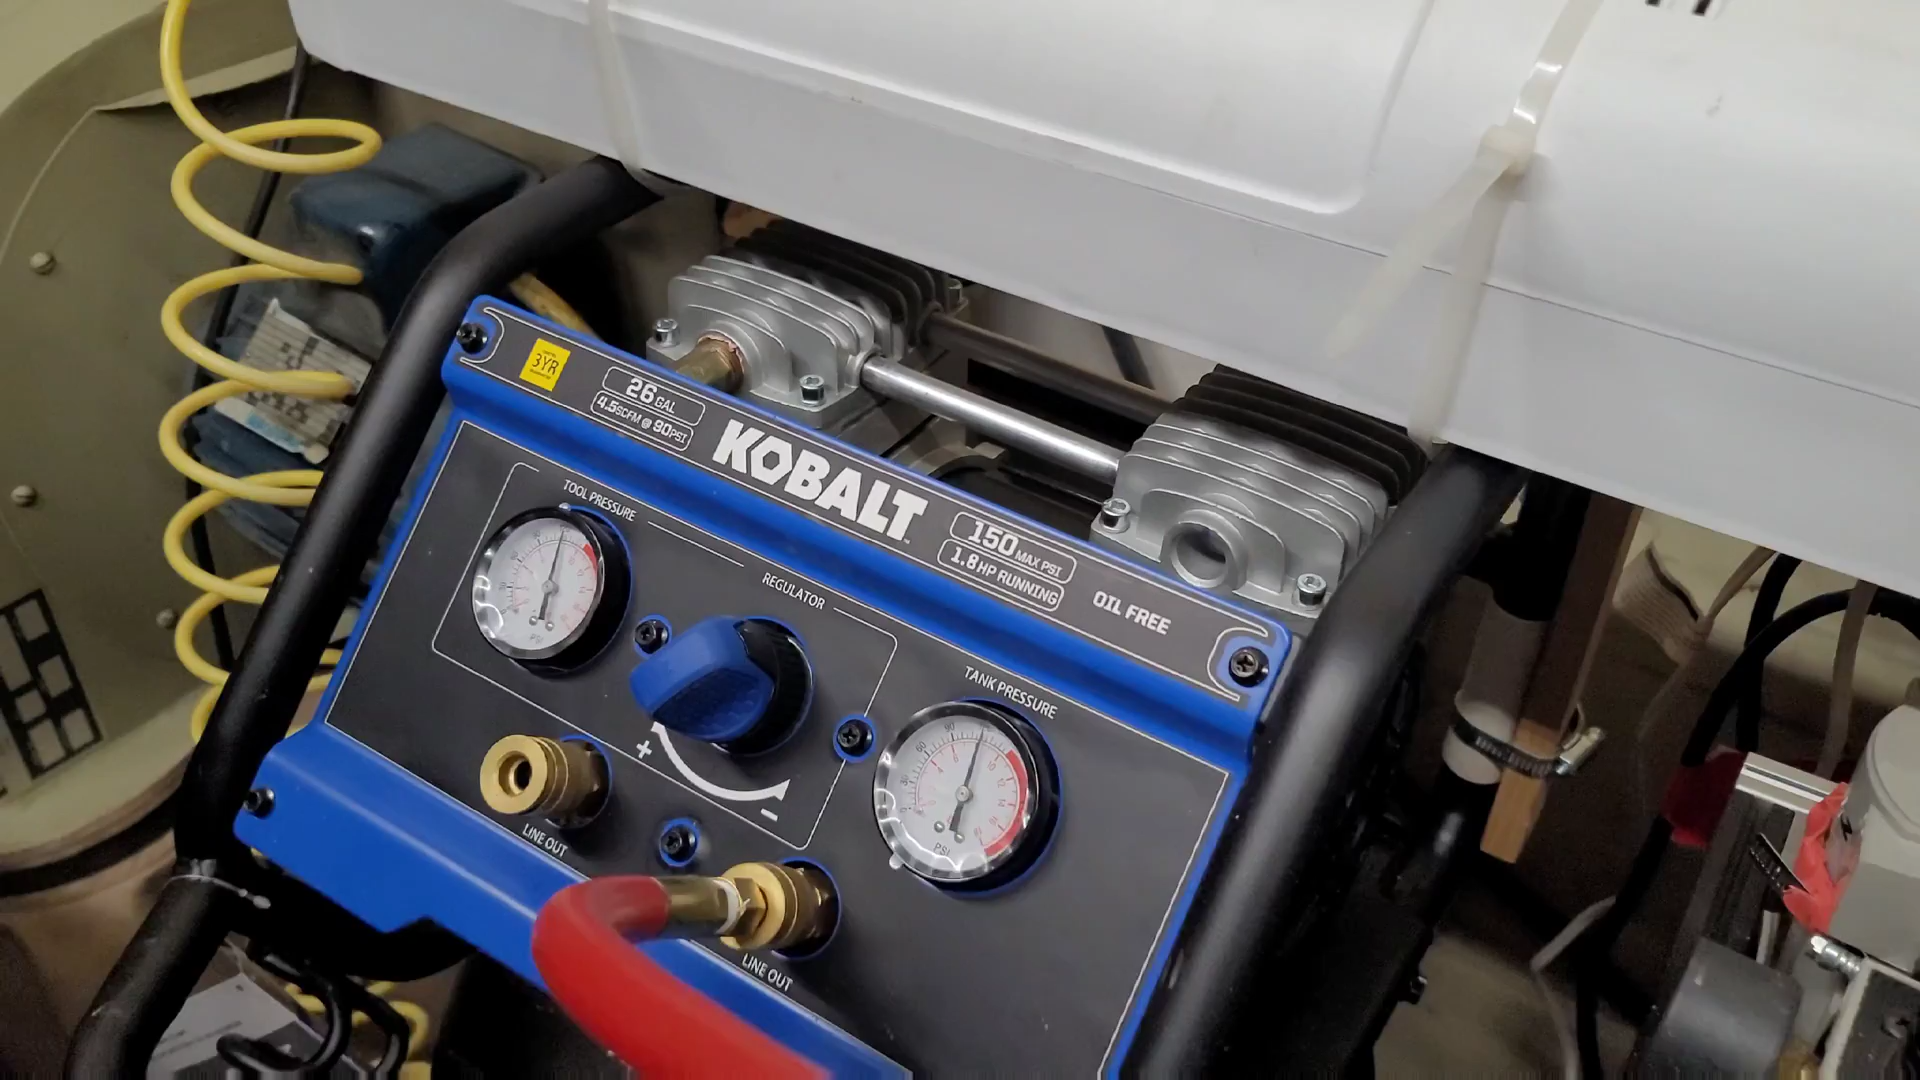 3YR
26 GAL
4.5 SCFM @ 90 PSI
KOBALT
150 MAX PSI
1.8 HP RUNNING
OIL FREE
TOOL PRESSURE
REGULATOR
TANK PRESSURE
PSI
+
-
LINE OUT
LINE OUT